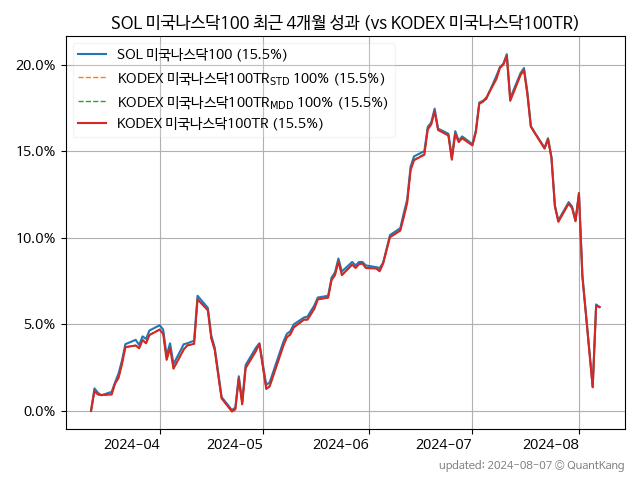 SOL 미국나스닥100 최근 4개월 성과 (vs KODEX 미국나스닥100TR)
SOL 미국나스닥100 (15.5%)
KODEX 미국나스닥100TRSTD 100% (15.5%)
KODEX 미국나스닥100TRMDD 100% (15.5%)
KODEX 미국나스닥100TR (15.5%)
20.0%
15.0%
10.0%
5.0%
0.0%
2024-04
2024-05
2024-06
2024-07
2024-08
updated: 2024-08-07 © QuantKang